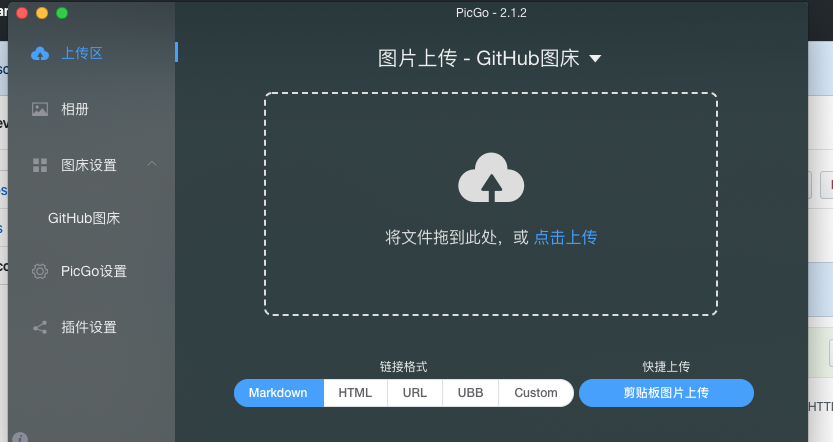 PicGo - 2.1.2
上传区
图片上传 - GitHub图床
相册
图床设置
GitHub图床
将文件拖到此处，或 点击上传
PicGo设置
插件设置
链接格式
快捷上传
Markdown
HTML
URL
UBB
Custom
剪贴板图片上传